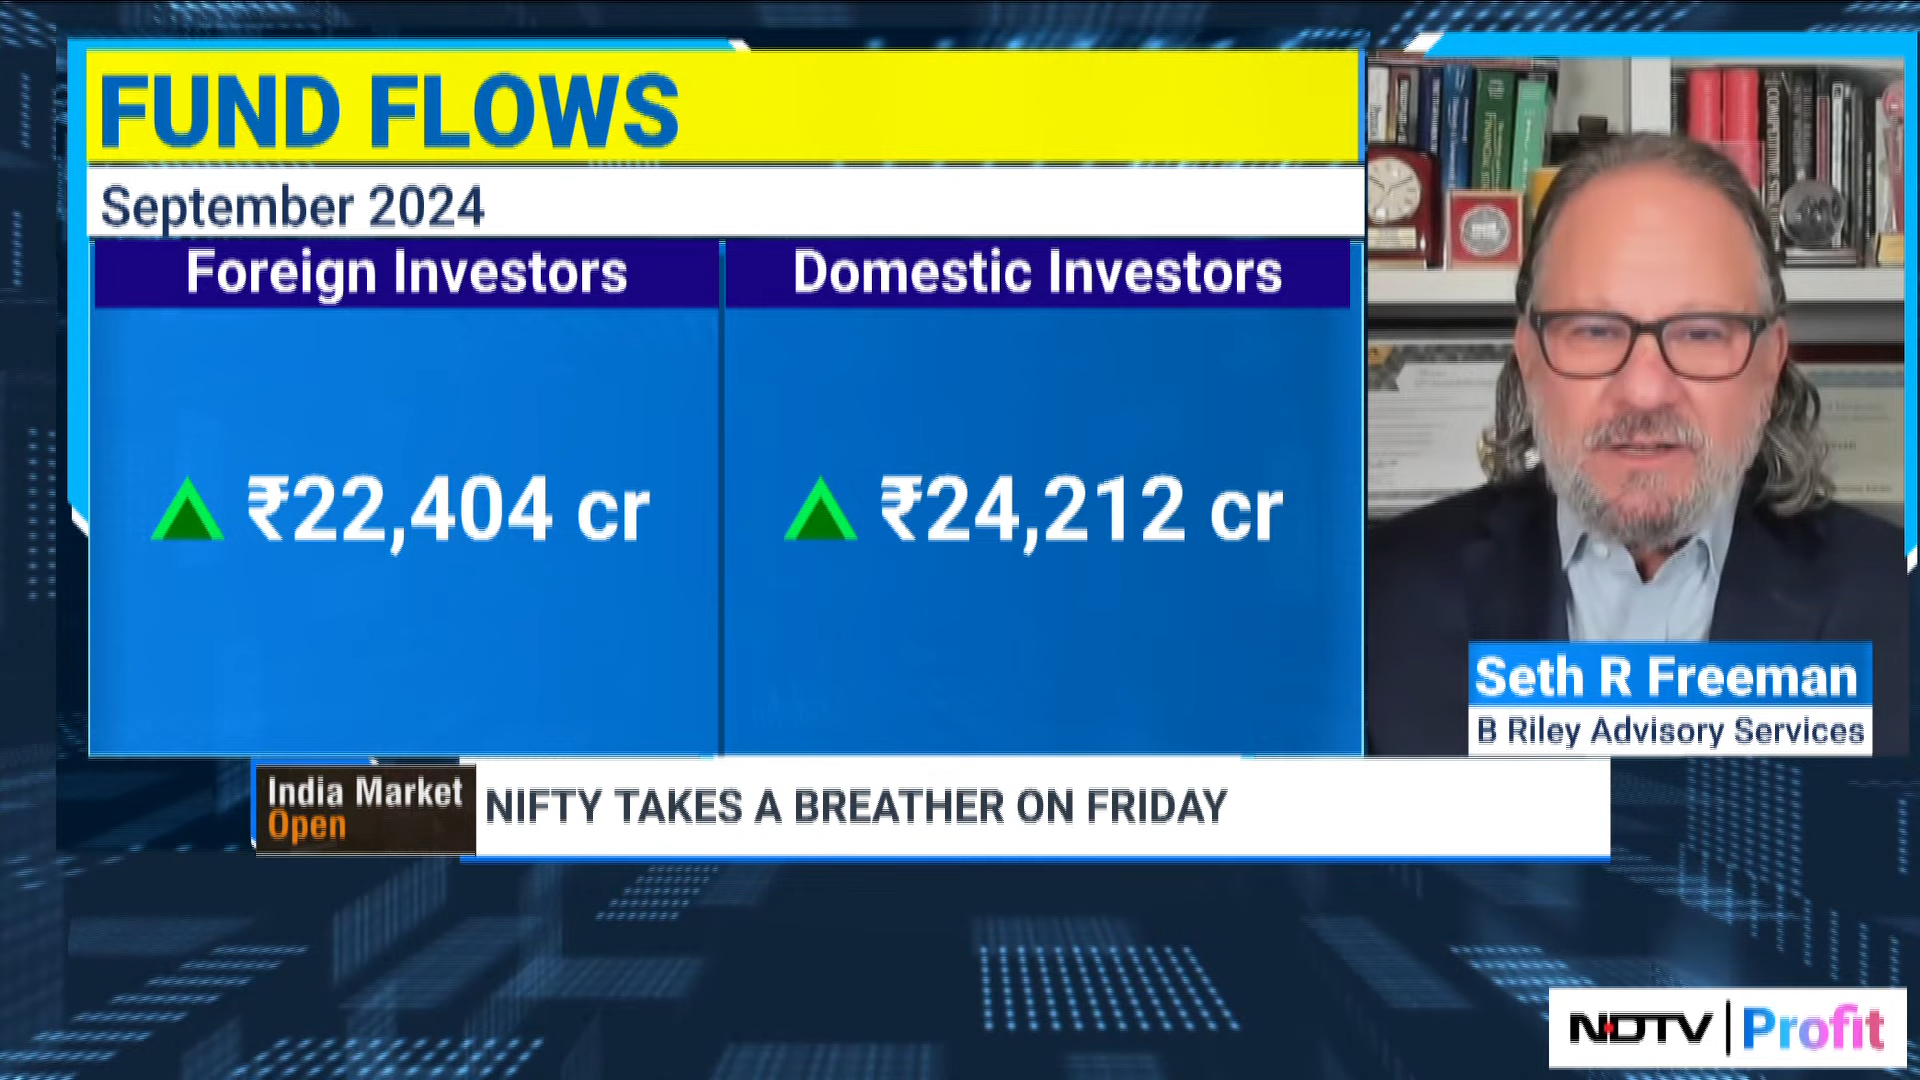 FUND FLOWS
September 2024
Foreign Investors
Domestic Investors
₹22,404 cr
₹24,212 cr
Seth R Freeman
B Riley Advisory Services
India Market
Open
NIFTY TAKES A BREATHER ON FRIDAY
NDTV | Profit